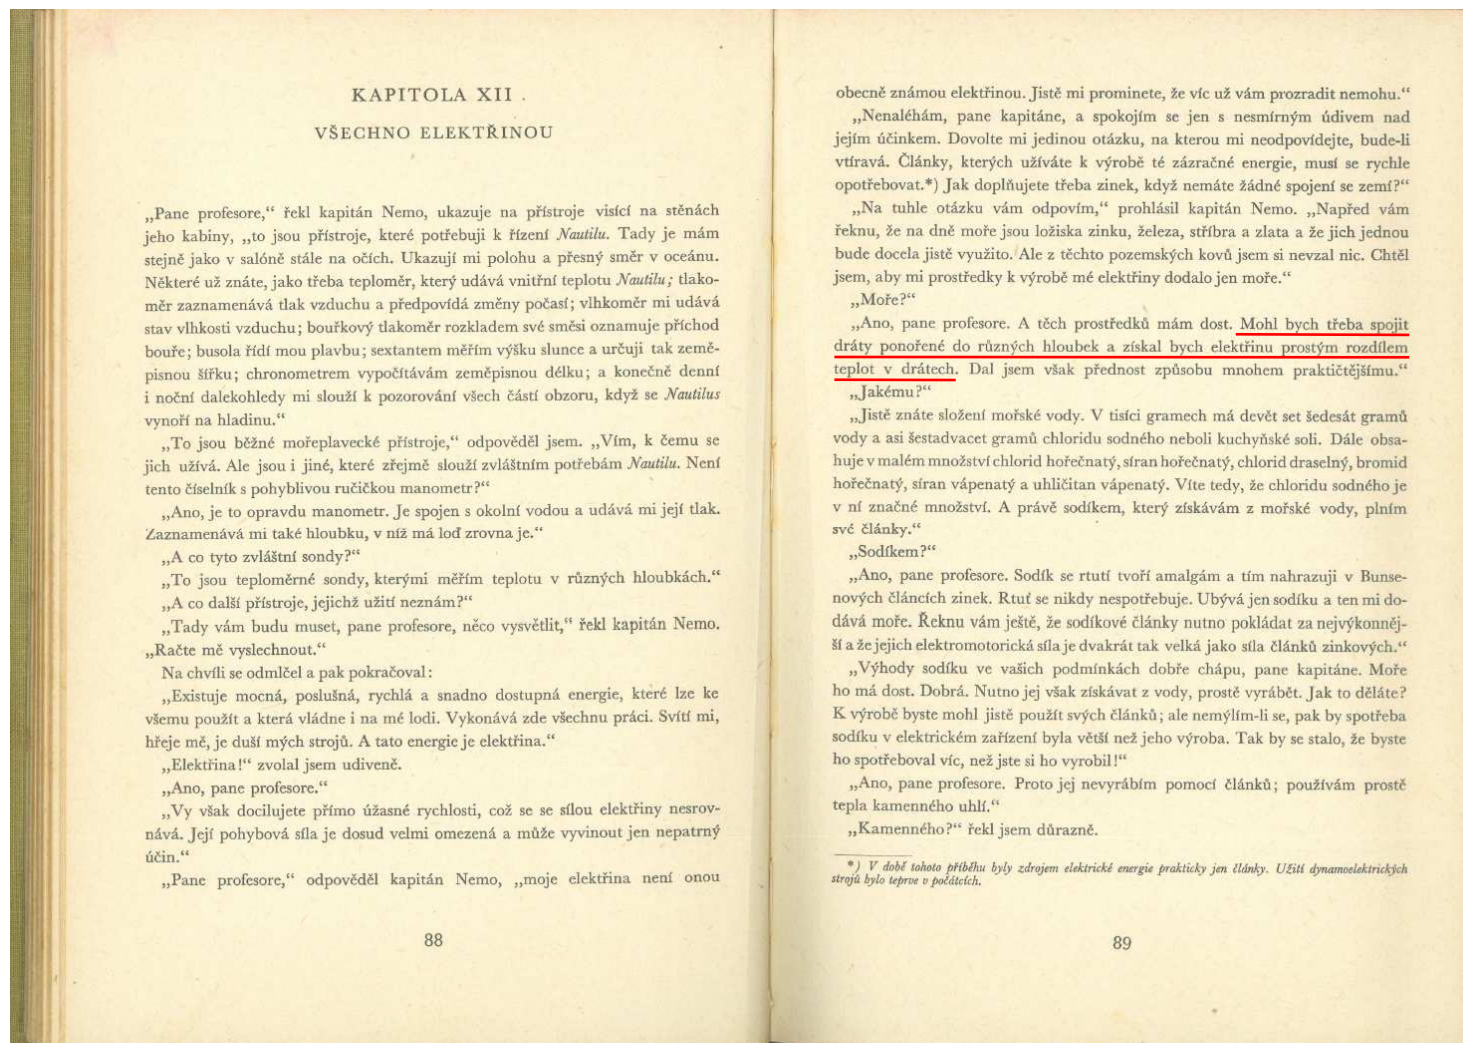 KAPITOLA XII
VŠECHNO ELEKTŘINOU
„Pane profesore,“ řekl kapitán Nemo, ukazuje na přístroje visící na stěnách
jeho kabiny, „to jsou přístroje, které potřebuji k řízení Nautilu. Tady je mám
stejně jako v salóně stále na očích. Ukazují mi polohu a přesný směr v oceánu.
Některé už znáte, jako třeba teploměr, který udává vnitřní teplotu Nautilu; tlako-
měr zaznamenává tlak vzduchu a předpovídá změny počasí; vlhkoměr mi udává
stav vlhkosti vzduchu; bouřkový tlakoměr rozkladem své směsi oznamuje příchod
bouře; busola řídí mou plavbu; sextantem měřím výšku slunce a určuji tak země-
pisnou šířku; chronometrem vypočítávám zeměpisnou délku; a konečně denní
i noční dalekohledy mi slouží k pozorování všech částí obzoru, když se Nautilus
vynoří na hladinu.“
„To jsou běžné mořeplavecké přístroje,“ odpověděl jsem. „Vím, k čemu se
jich užívá. Ale jsou i jiné, které zřejmě slouží zvláštním potřebám Nautilu. Není
tento číselník s pohyblivou ručičkou manometr?“
„Ano, je to opravdu manometr. Je spojen s okolní vodou a udává mi její tlak.
Zaznamenává mi také hloubku, v níž má loď zrovna je.“
„A co tyto zvláštní sondy?“
„To jsou teploměrné sondy, kterými měřím teplotu v různých hloubkách.“
„A co další přístroje, jejichž užití neznám?“
„Tady vám budu muset, pane profesore, něco vysvětlit,“ řekl kapitán Nemo.
„Račte mě vyslechnout.“
Na chvíli se odmlčel a pak pokračoval:
„Existuje mocná, poslušná, rychlá a snadno dostupná energie, které lze ke
všemu použít a která vládne i na mé lodi. Vykonává zde všechnu práci. Svítí mi,
hřeje mě, je duší mých strojů. A tato energie je elektřina.“
„Elektřina!“ zvolal jsem udiveně.
„Ano, pane profesore.“
„Vy však docilujete přímo úžasné rychlosti, což se se sílou elektřiny nesrov-
nává. Její pohybová síla je dosud velmi omezená a může vyvinout jen nepatrný
účin.“
„Pane profesore,“ odpověděl kapitán Nemo, „moje elektřina není onou
88
obecně známou elektřinou. Jistě mi prominete, že víc už vám prozradit nemohu.“
„Nenaléhám, pane kapitáne, a spokojím se jen s nesmírným údivem nad
jejím účinkem. Dovolte mi jedinou otázku, na kterou mi neodpovídejte, bude-li
vtíravá. Články, kterých užíváte k výrobě té zázračné energie, musí se rychle
opotřebovat.*) Jak doplňujete třeba zinek, když nemáte žádné spojení se zemí?“
„Na tuhle otázku vám odpovím,“ prohlásil kapitán Nemo. „Napřed vám
řeknu, že na dně moře jsou ložiska zinku, železa, stříbra a zlata a že jich jednou
bude docela jistě využito. Ale z těchto pozemských kovů jsem si nevzal nic. Chtěl
jsem, aby mi prostředky k výrobě mé elektřiny dodalo jen moře.“
„Moře?“
„Ano, pane profesore. A těch prostředků mám dost. Mohl bych třeba spojit
dráty ponořené do různých hloubek a získal bych elektřinu prostým rozdílem
teplot v drátech. Dal jsem však přednost způsobu mnohem praktičtějšímu.“
„Jakému?“
„Jistě znáte složení mořské vody. V tisíci gramech má devět set šedesát gramů
vody a asi šestadvacet gramů chloridu sodného neboli kuchyňské soli. Dále obsa-
huje v malém množství chlorid hořečnatý, síran hořečnatý, chlorid draselný, bromid
hořečnatý, síran vápenatý a uhličitan vápenatý. Víte tedy, že chloridu sodného je
v ní značné množství. A právě sodíkem, který získávám z mořské vody, plním
své články.“
„Sodíkem?“
„Ano, pane profesore. Sodík se rtutí tvoří amalgám a tím nahrazuji v Bunse-
nových článcích zinek. Rtuť se nikdy nespotřebuje. Ubývá jen sodíku a ten mi do-
dává moře. Řeknu vám ještě, že sodíkové články nutno pokládat za nejvýkonněj-
ší a že jejich elektromotorická síla je dvakrát tak velká jako síla článků zinkových.“
„Výhody sodíku ve vašich podmínkách dobře chápu, pane kapitáne. Moře
ho má dost. Dobrá. Nutno jej však získávat z vody, prostě vyrábět. Jak to děláte?
K výrobě byste mohl jistě použít svých článků; ale nemýlím-li se, pak by spotřeba
sodíku v elektrickém zařízení byla větší než jeho výroba. Tak by se stalo, že byste
ho spotřeboval víc, než jste si ho vyrobil!“
„Ano, pane profesore. Proto jej nevyrábím pomocí článků; používám prostě
tepla kamenného uhlí.“
„Kamenného?“ řekl jsem důrazně.
*) V době tohoto příběhu byly zdrojem elektrické energie prakticky jen články. Užití dynamoelektrických
strojů bylo teprve v počátcích.
89